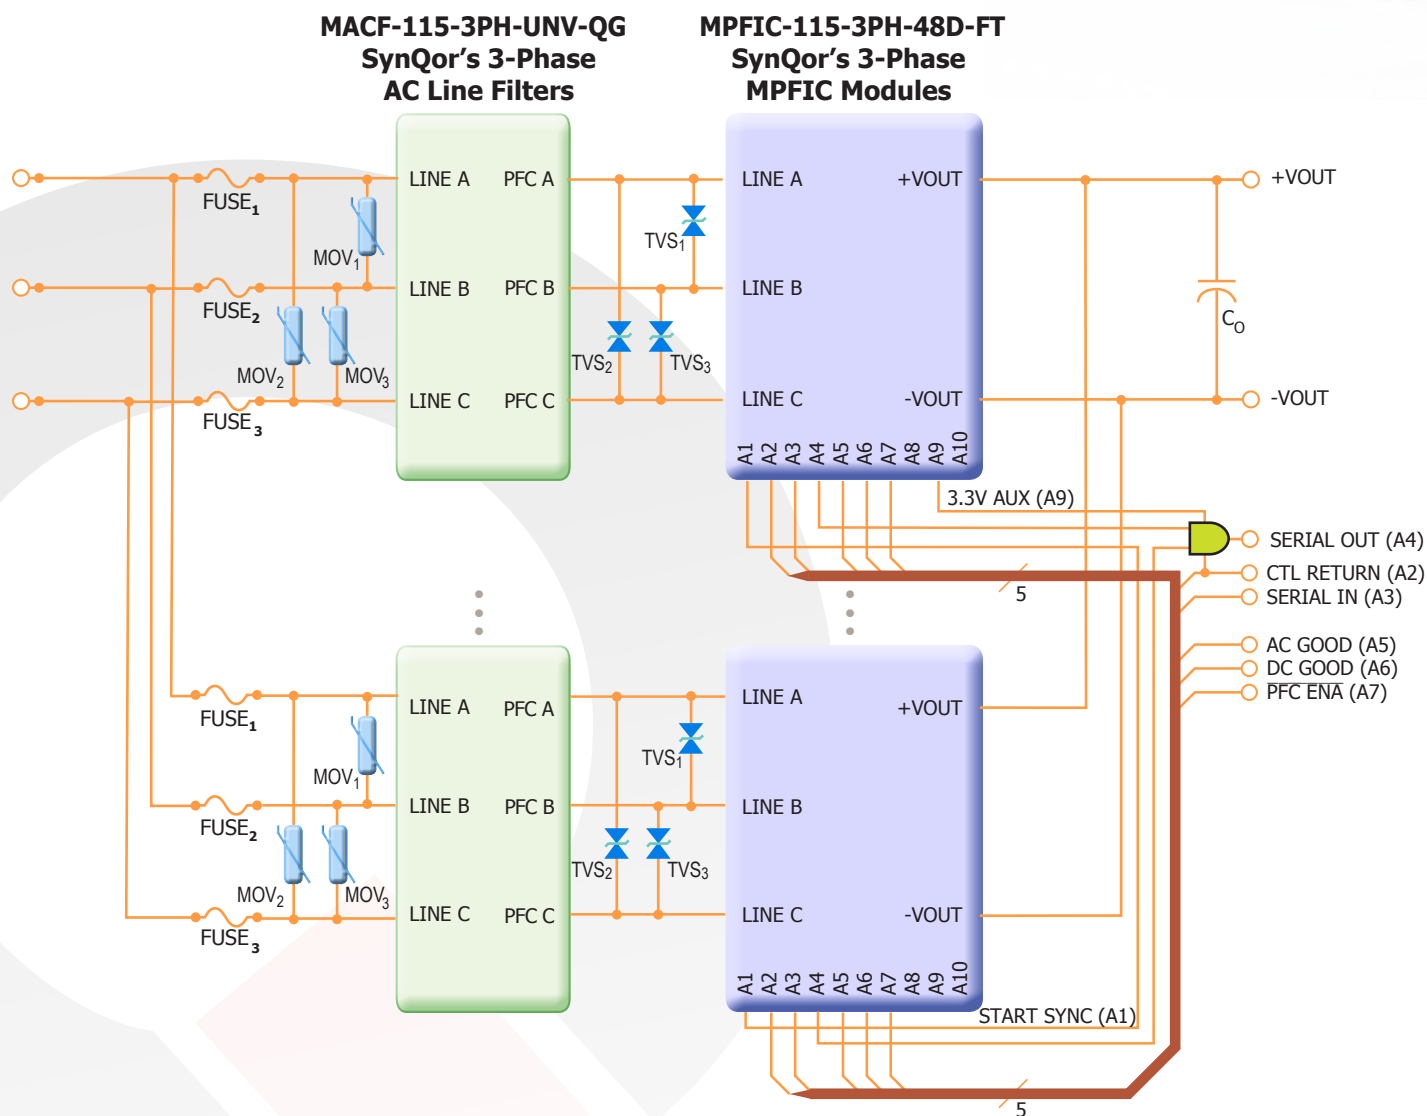 MACF-115-3PH-UNV-QG
SynQor's 3-Phase
AC Line Filters
MPFIC-115-3PH-48D-FT
SynQor's 3-Phase
MPFIC Modules
LINE A PFC A
LINE A +VOUT
+VOUT
FUSE1
MOV1
TVS1
LINE B PFC B
LINE B
FUSE2
CO
MOV2
MOV3
TVS2
TVS3
LINE C PFC C
LINE C -VOUT
-VOUT
FUSE3
A1 A2 A3 A4 A5 A6 A7 A8 A9 A10
3.3V AUX (A9)
SERIAL OUT (A4)
CTL RETURN (A2)
SERIAL IN (A3)
5
AC GOOD (A5)
DC GOOD (A6)
PFC ENA (A7)
LINE A PFC A
LINE A
+VOUT
FUSE1
MOV1
TVS1
LINE B PFC B
LINE B
FUSE2
MOV2
MOV3
TVS2
TVS3
LINE C PFC C
LINE C -VOUT
FUSE3
A1 A2 A3 A4 A5 A6 A7 A8 A9 A10
START SYNC (A1)
5